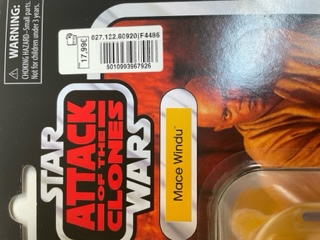 WARNING:
CHOKING HAZARD–Small parts.
Not for children under 3 years.
17,99€
027.122.60920|F4486
5010993967926
STAR
ATTACK
OF THE
CLONES
WARS
Mace Windu